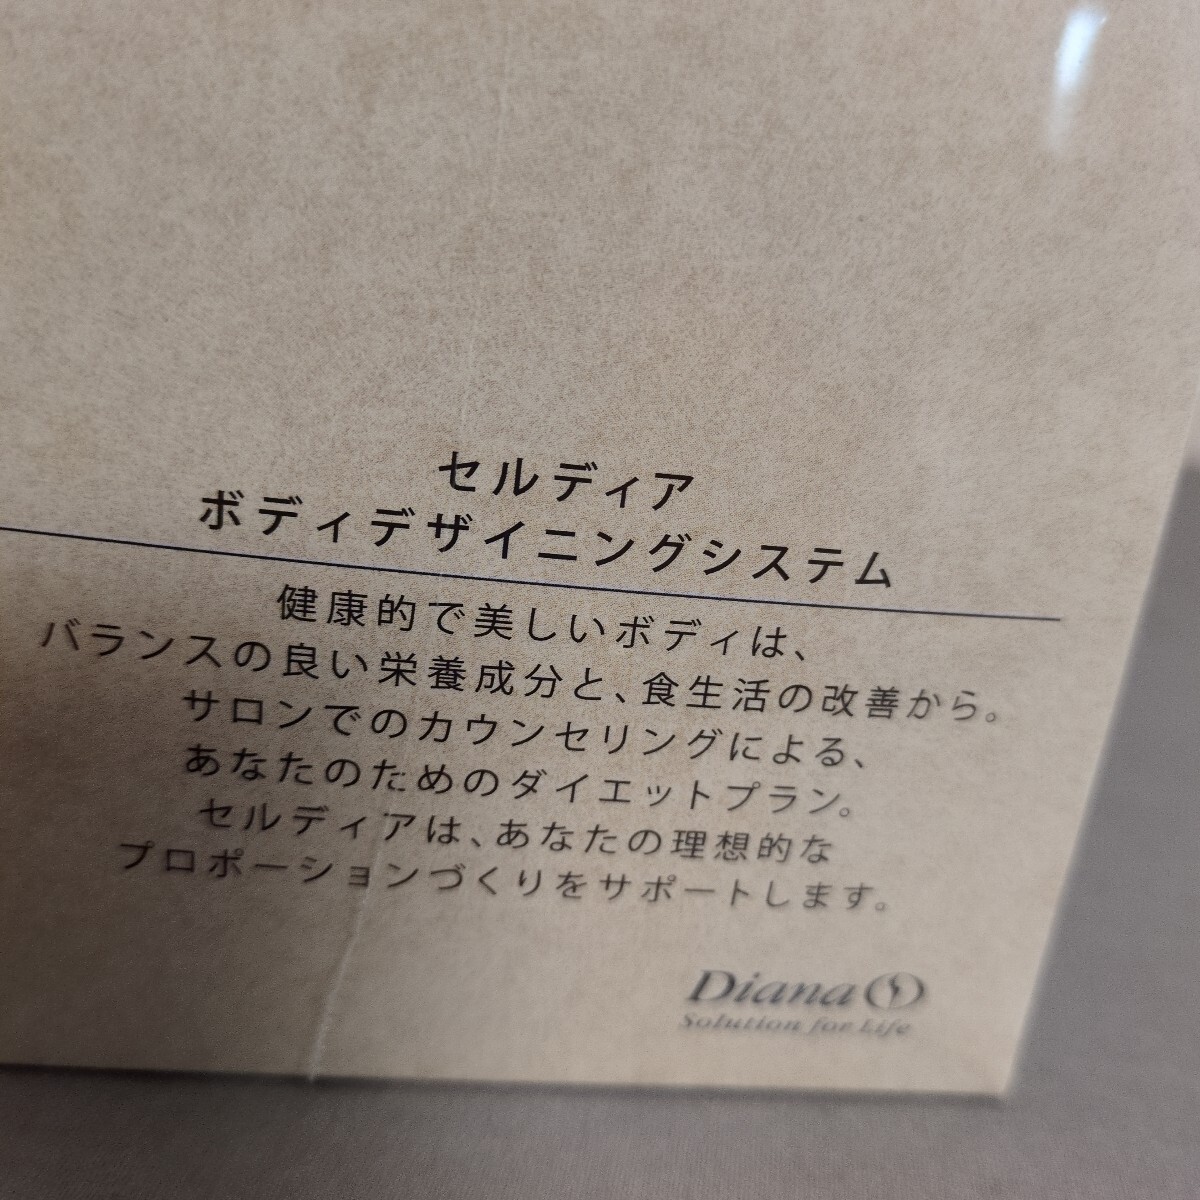 セルディア
ボディデザイニングシステム
健康的で美しいボディは、
バランスの良い栄養成分と、食生活の改善から。
サロンでのカウンセリングによる、
あなたのためのダイエットプラン。
セルディアは、あなたの理想的な
プロポーションづくりをサポートします。
Diana
Solution for Life